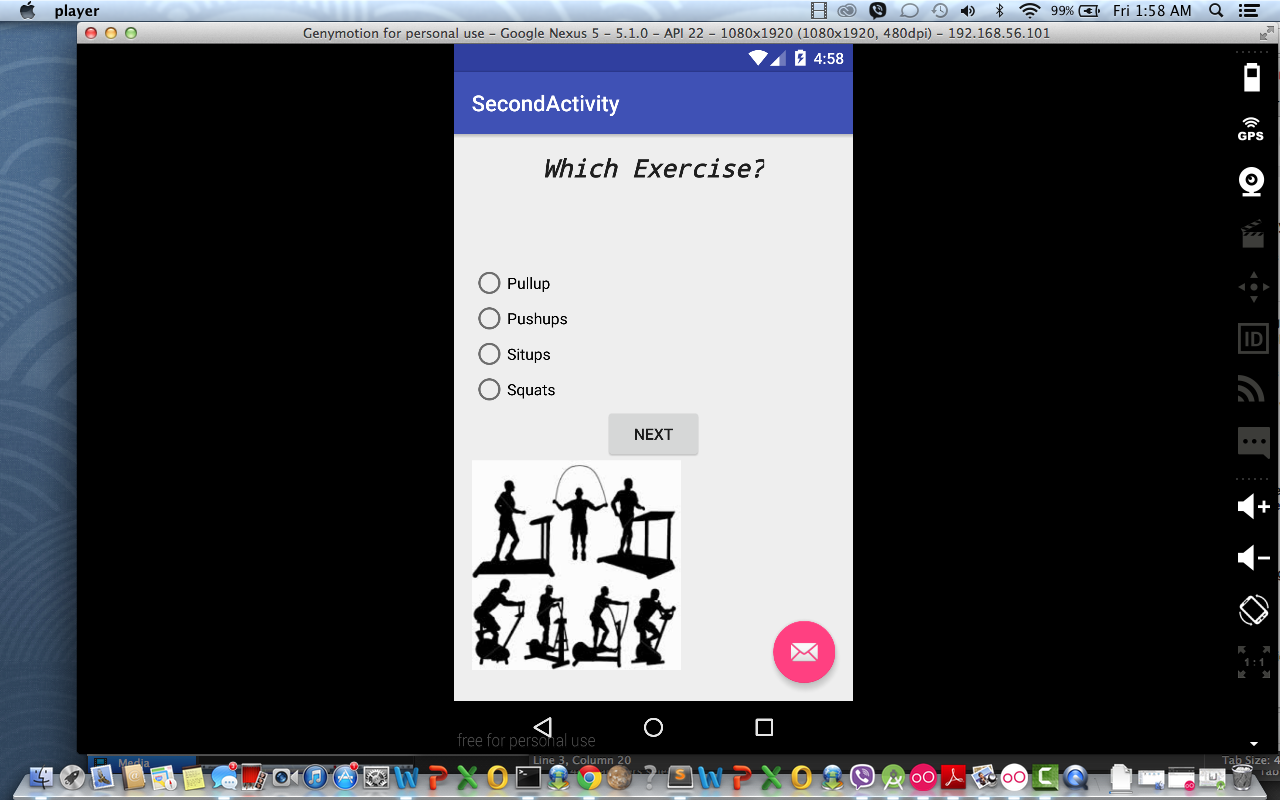 player
99%
Fri 1:58 AM
Genymotion for personal use - Google Nexus 5 - 5.1.0 - API 22 - 1080x1920 (1080x1920, 480dpi) - 192.168.56.101
4:58
SecondActivity
Which Exercise?
Pullup
Pushups
Situps
Squats
NEXT
GPS
ID
1:1
free for personal use
Media
Line 3, Column 20
Tab Size: 4